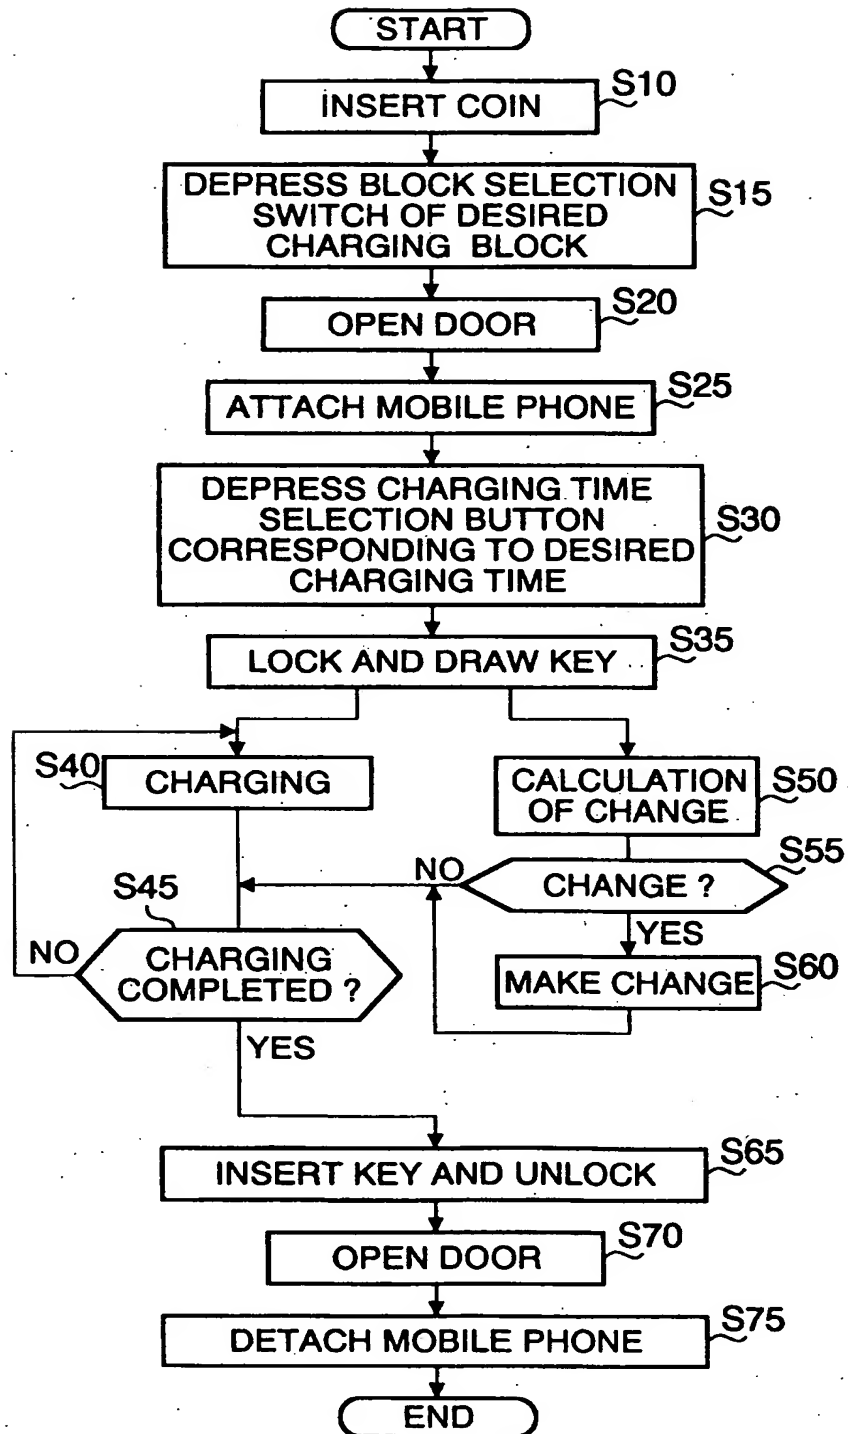 START
INSERT COIN
S10
DEPRESS BLOCK SELECTION
SWITCH OF DESIRED
CHARGING BLOCK
S15
OPEN DOOR
S20
ATTACH MOBILE PHONE
S25
DEPRESS CHARGING TIME
SELECTION BUTTON
CORRESPONDING TO DESIRED
CHARGING TIME
S30
LOCK AND DRAW KEY
S35
S40
CHARGING
CALCULATION
OF CHANGE
S50
S45
CHARGING
COMPLETED ?
NO
YES
CHANGE ?
S55
NO
YES
MAKE CHANGE
S60
INSERT KEY AND UNLOCK
S65
OPEN DOOR
S70
DETACH MOBILE PHONE
S75
END